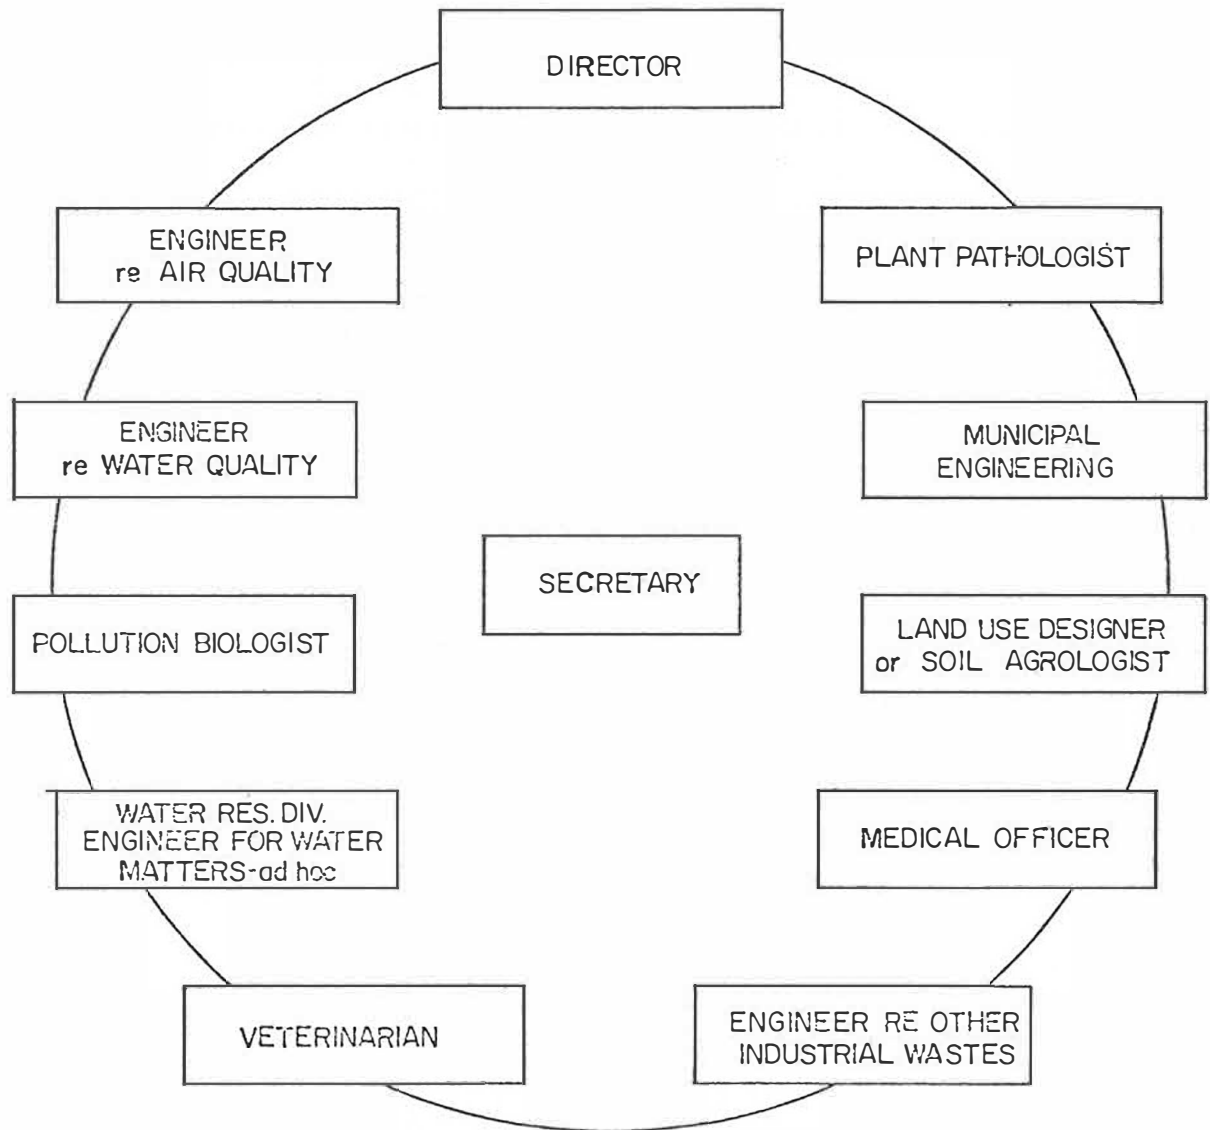 DIRECTOR
ENGINEER
re AIR QUALITY
PLANT PATHOLOGIST
ENGINEER
re WATER QUALITY
MUNICIPAL
ENGINEERING
SECRETARY
POLLUTION BIOLOGIST
LAND USE DESIGNER
or SOIL AGROLOGIST
WATER RES. DIV.
ENGINEER FOR WATER
MATTERS-ad hoc
MEDICAL OFFICER
VETERINARIAN
ENGINEER RE OTHER
INDUSTRIAL WASTES